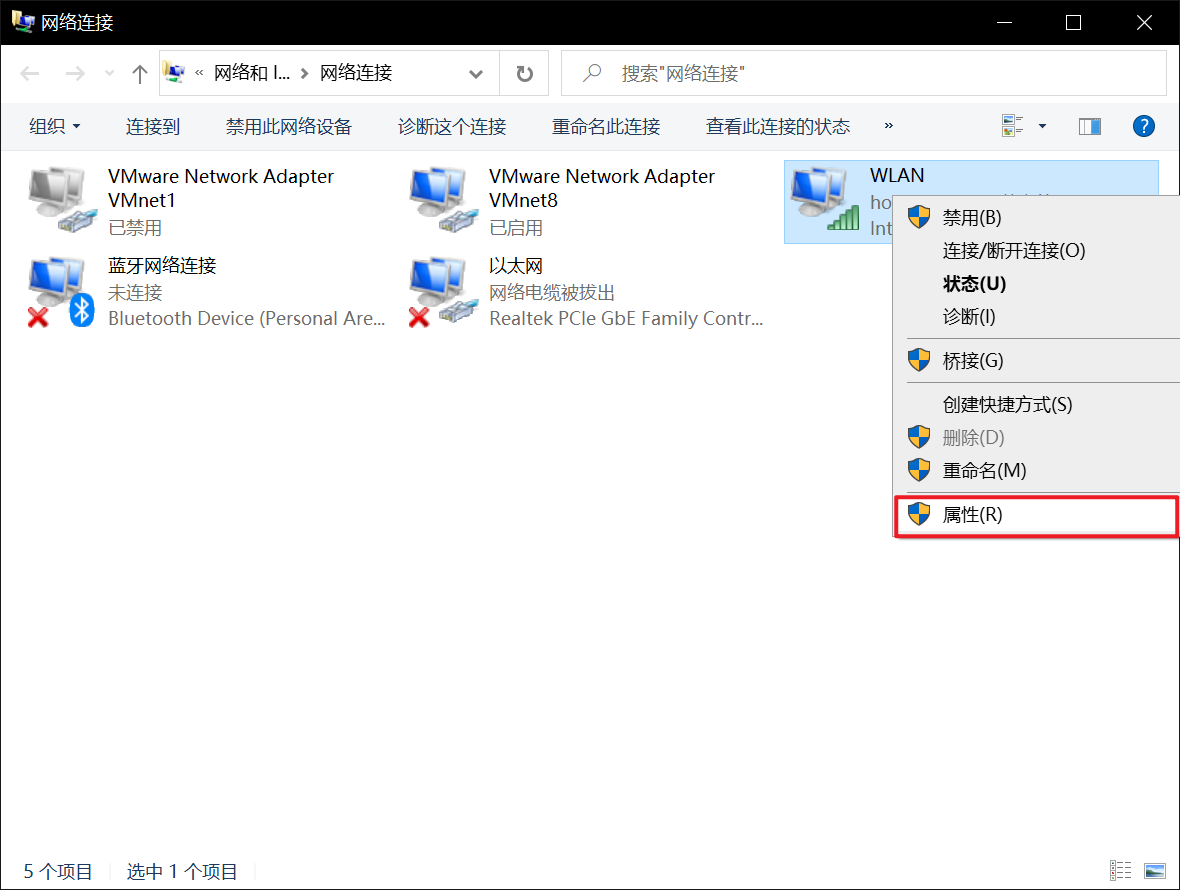 网络连接
« 网络和 I... 网络连接
搜索"网络连接"
组织 连接到 禁用此网络设备 诊断这个连接 重命名此连接 查看此连接的状态 »
VMware Network Adapter
VMnet1
已禁用
VMware Network Adapter
VMnet8
已启用
WLAN
ho
Int
蓝牙网络连接
未连接
Bluetooth Device (Personal Are...
以太网
网络电缆被拔出
Realtek PCIe GbE Family Contr...
禁用(B)
连接/断开连接(O)
状态(U)
诊断(I)
桥接(G)
创建快捷方式(S)
删除(D)
重命名(M)
属性(R)
5 个项目 选中 1 个项目